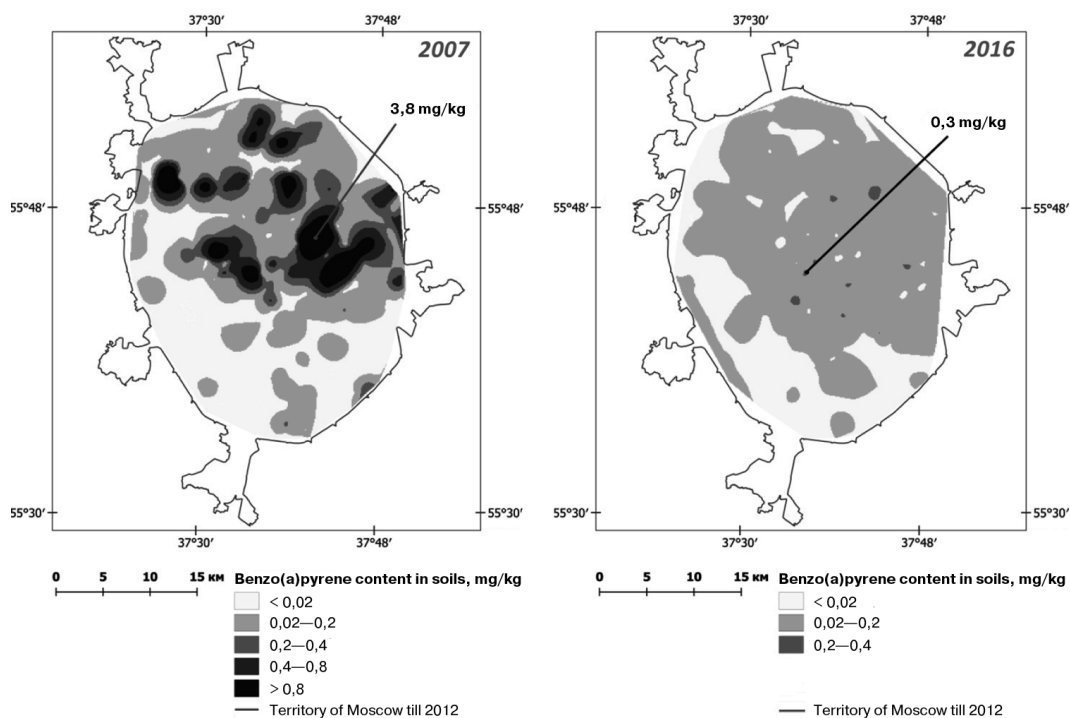 37°30′ 37°48′
2007
3,8 mg/kg
55°48′ 55°48′
55°30′ 55°30′
37°30′ 37°48′
0 5 10 15 км
Benzo(a)pyrene content in soils, mg/kg
< 0,02
0,02—0,2
0,2—0,4
0,4—0,8
> 0,8
Territory of Moscow till 2012
37°30′ 37°48′
2016
0,3 mg/kg
55°48′ 55°48′
55°30′ 55°30′
37°30′ 37°48′
0 5 10 15 км
Benzo(a)pyrene content in soils, mg/kg
< 0,02
0,02—0,2
0,2—0,4
Territory of Moscow till 2012